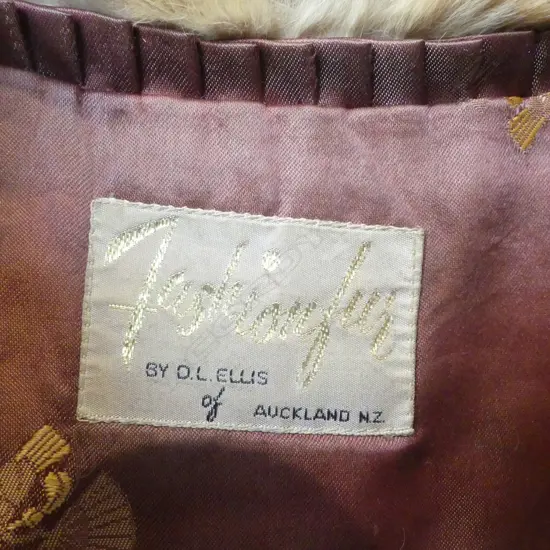 Fashionfur
BY D.L. ELLIS
of AUCKLAND N.Z.